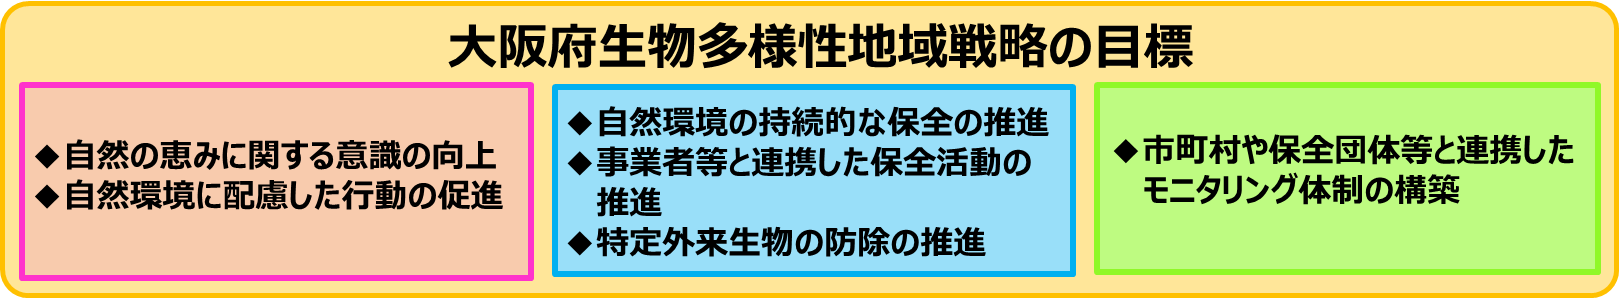 大阪府生物多様性地域戦略の目標
◆自然の恵みに関する意識の向上
◆自然環境に配慮した行動の促進
◆自然環境の持続的な保全の推進
◆事業者等と連携した保全活動の
推進
◆特定外来生物の防除の推進
◆市町村や保全団体等と連携した
モニタリング体制の構築